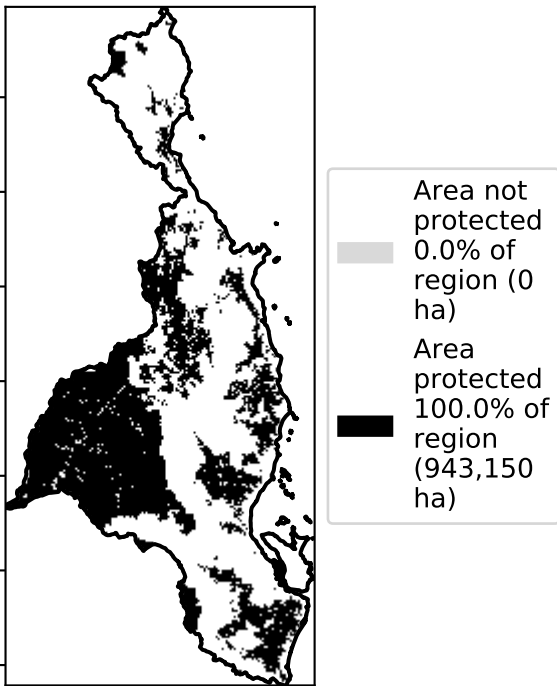 Area not
protected
0.0% of
region (0
ha)
Area
protected
100.0% of
region
(943,150
ha)